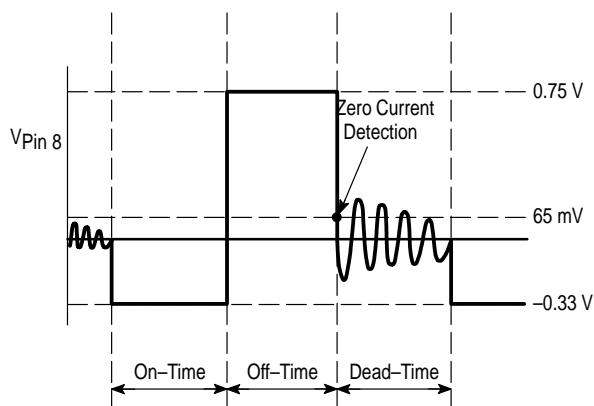 0.75 V
Zero Current
Detection
VPin 8
65 mV
–0.33 V
On–Time
Off–Time
Dead–Time